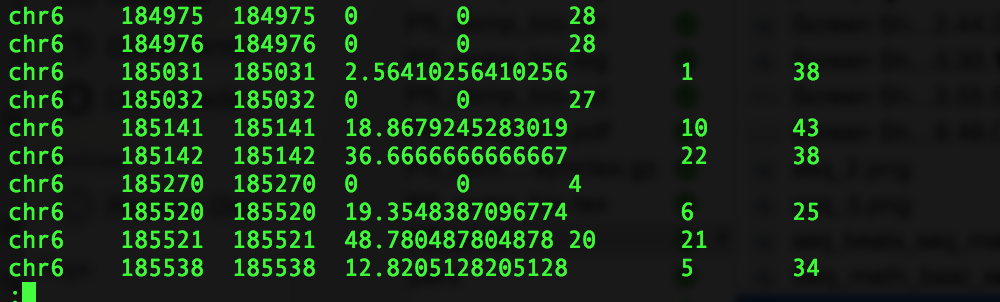 chr6 184975 184975 0 0 28
chr6 184976 184976 0 0 28
chr6 185031 185031 2.56410256410256 1 38
chr6 185032 185032 0 0 27
chr6 185141 185141 18.8679245283019 10 43
chr6 185142 185142 36.6666666666667 22 38
chr6 185270 185270 0 0 4
chr6 185520 185520 19.3548387096774 6 25
chr6 185521 185521 48.780487804878 20 21
chr6 185538 185538 12.8205128205128 5 34
: